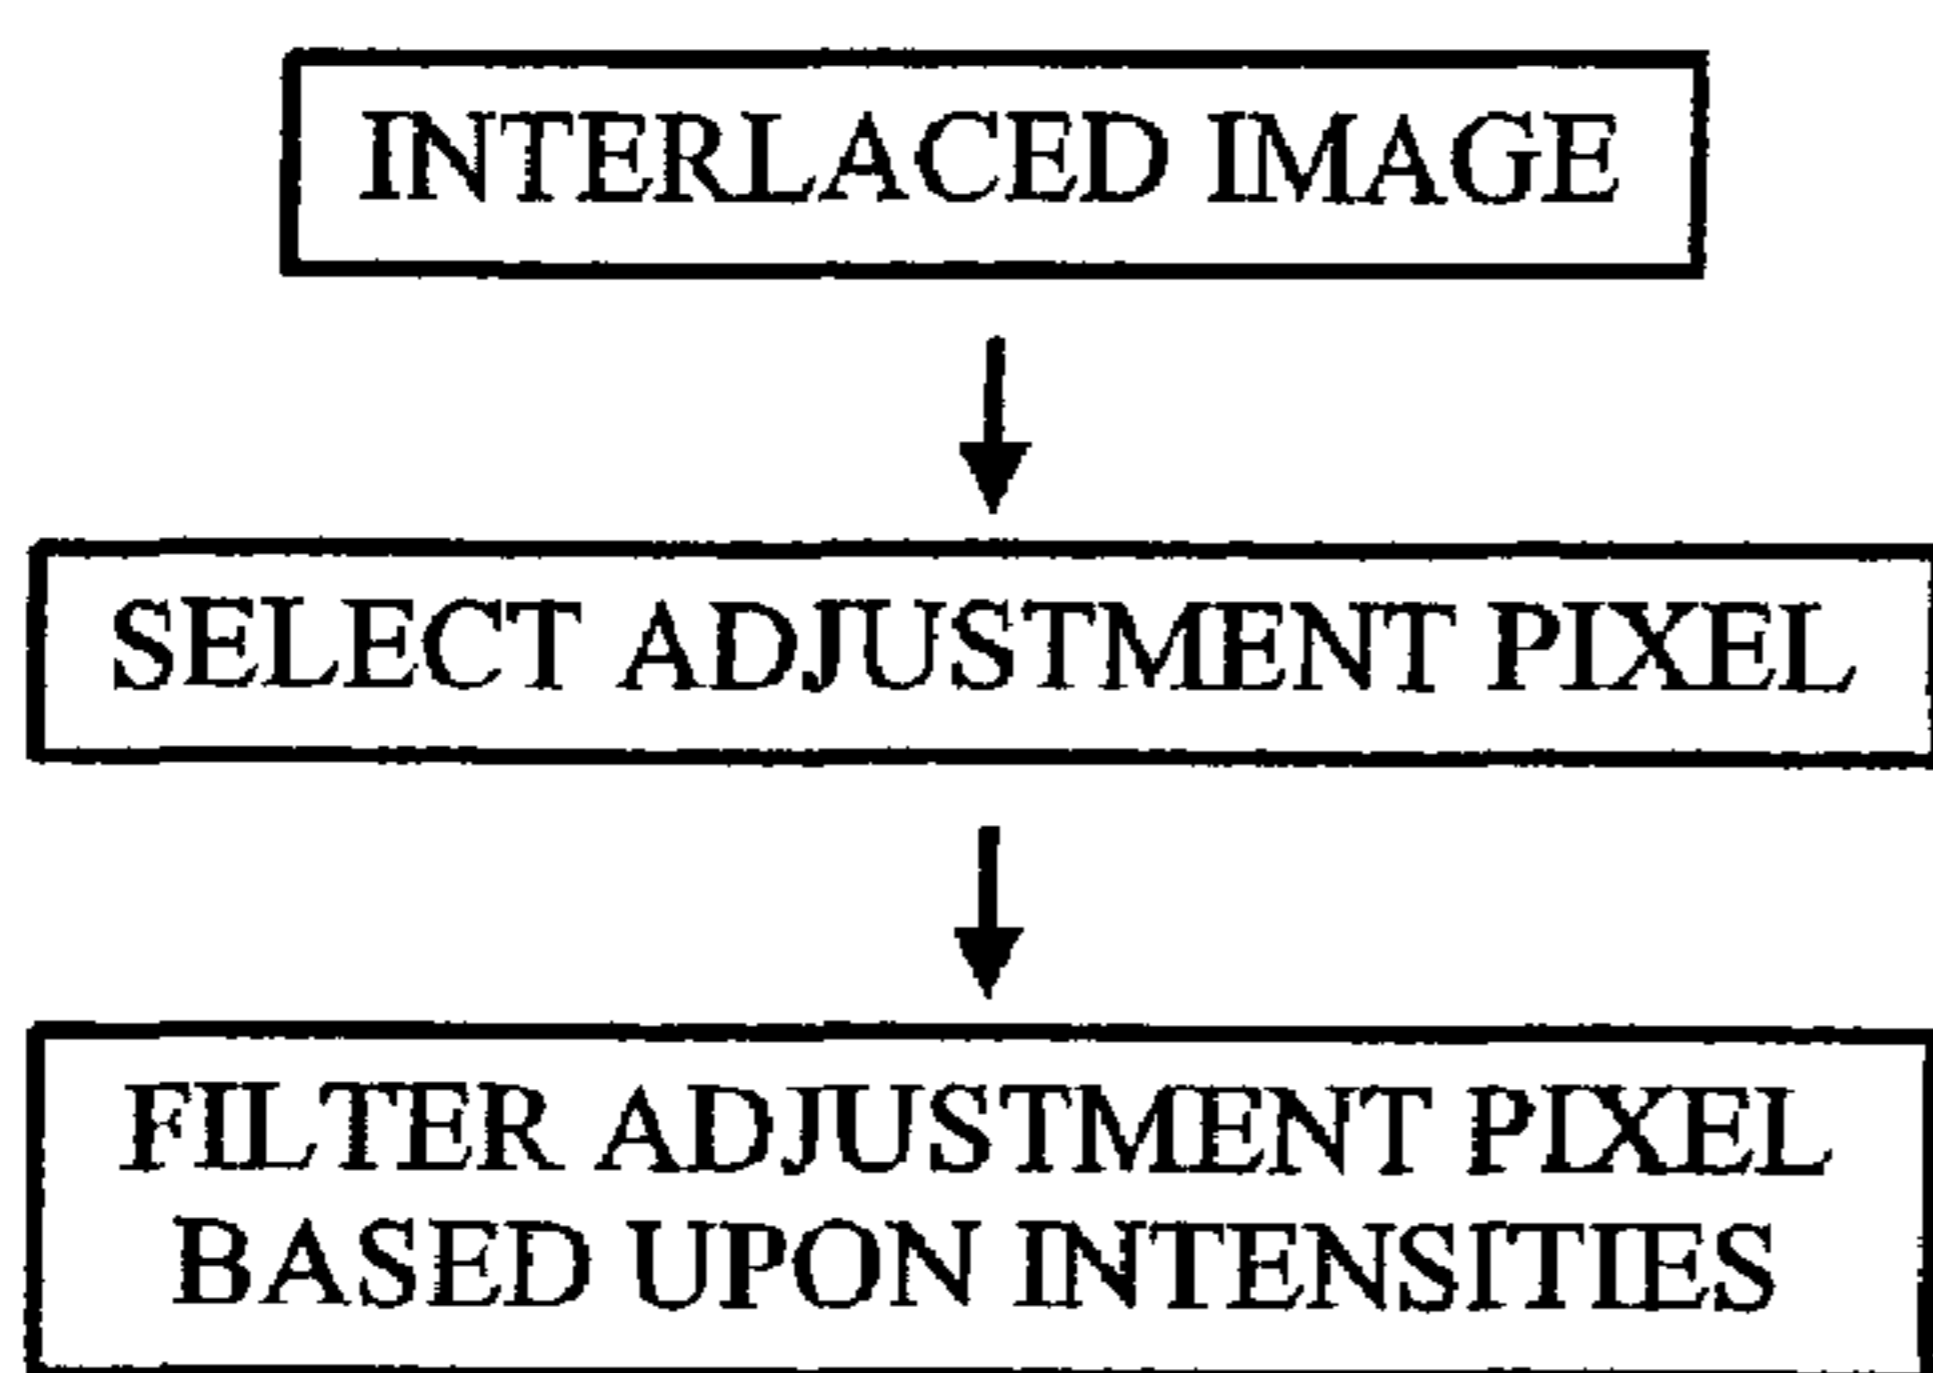 INTERLACED IMAGE
SELECT ADJUSTMENT PIXEL
FILTER ADJUSTMENT PIXEL
BASED UPON INTENSITIES